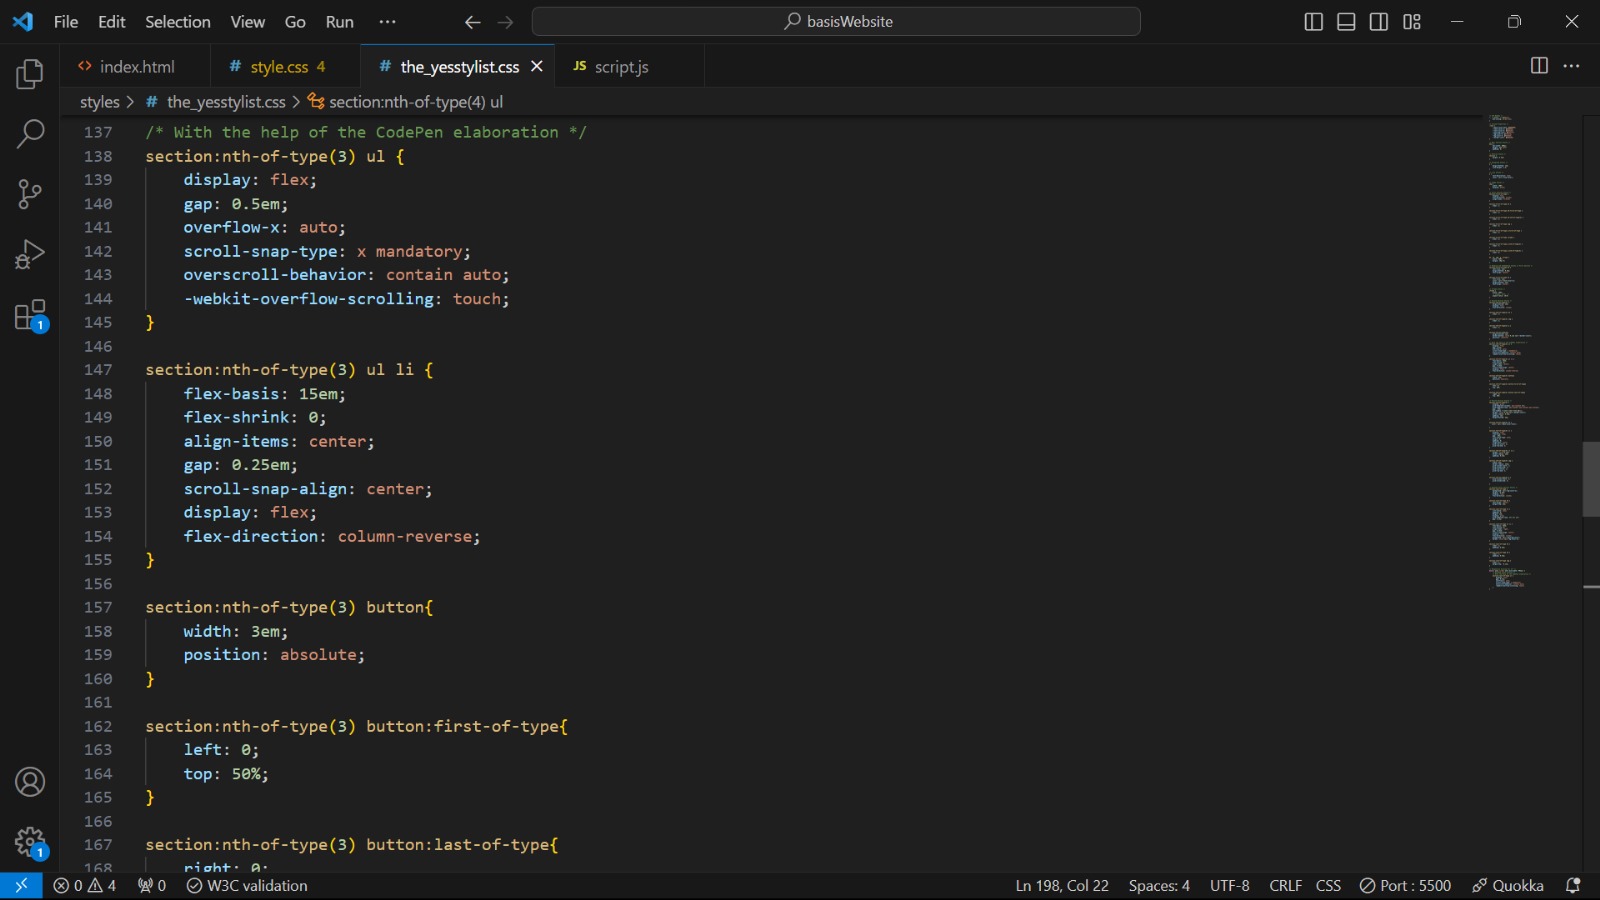 File Edit Selection View Go Run ··· basisWebsite
index.html # style.css 4 # the_yesstylist.css JS script.js
styles > # the_yesstylist.css > section:nth-of-type(4) ul
137 /* With the help of the CodePen elaboration */
138 section:nth-of-type(3) ul {
139 display: flex;
140 gap: 0.5em;
141 overflow-x: auto;
142 scroll-snap-type: x mandatory;
143 overscroll-behavior: contain auto;
144 -webkit-overflow-scrolling: touch;
145 }
146
147 section:nth-of-type(3) ul li {
148 flex-basis: 15em;
149 flex-shrink: 0;
150 align-items: center;
151 gap: 0.25em;
152 scroll-snap-align: center;
153 display: flex;
154 flex-direction: column-reverse;
155 }
156
157 section:nth-of-type(3) button{
158 width: 3em;
159 position: absolute;
160 }
161
162 section:nth-of-type(3) button:first-of-type{
163 left: 0;
164 top: 50%;
165 }
166
167 section:nth-of-type(3) button:last-of-type{
168 right: 0;
1
1
0 4 0 W3C validation Ln 198, Col 22 Spaces: 4 UTF-8 CRLF CSS Port : 5500 Quokka